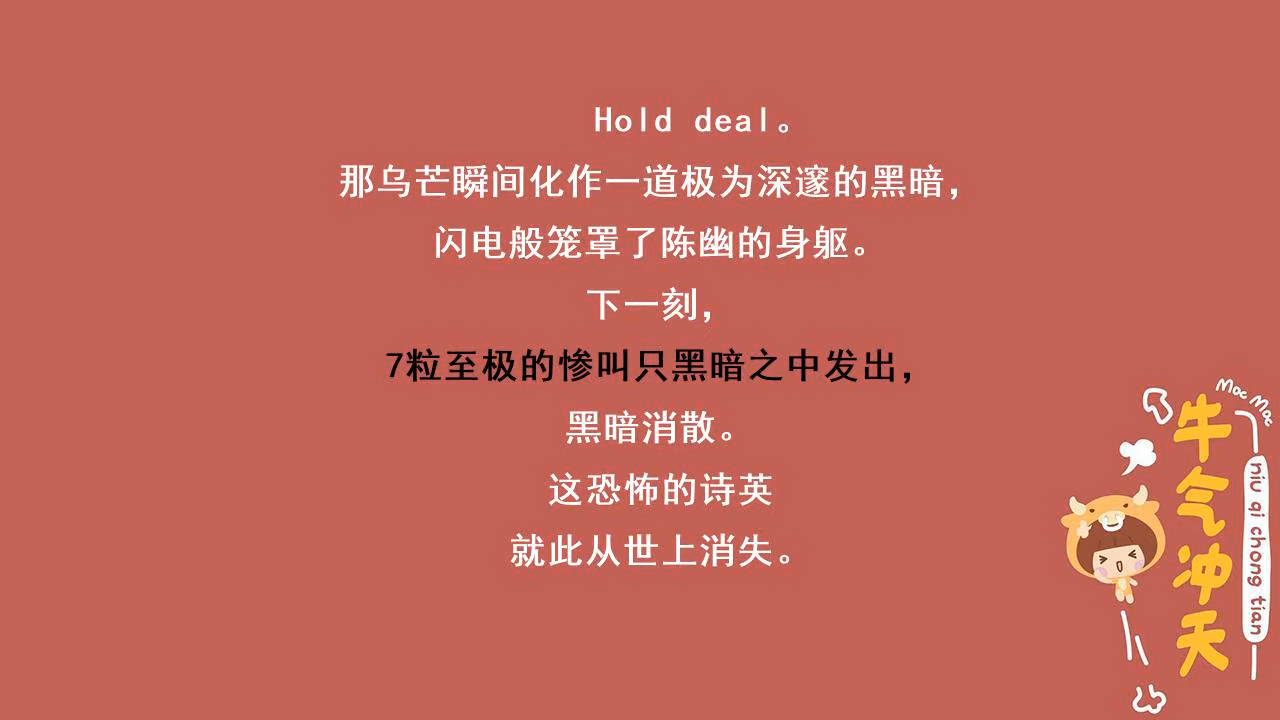 Hold deal。
那乌芒瞬间化作一道极为深邃的黑暗，
闪电般笼罩了陈幽的身躯。
下一刻，
7粒至极的惨叫只黑暗之中发出，
黑暗消散。
这恐怖的诗英
就此从世上消失。
Moc Moc
牛气冲天
niu qi chong tian